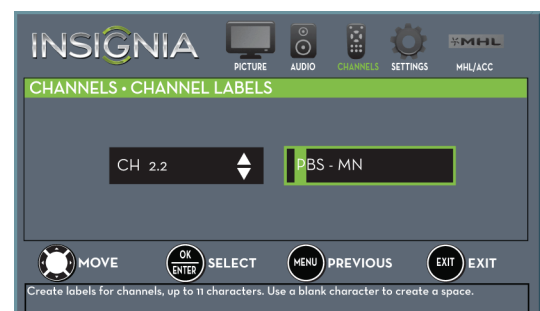 INSIGNIA
PICTURE AUDIO CHANNELS SETTINGS MHL MHL/ACC
CHANNELS • CHANNEL LABELS
CH 2.2 PBS - MN
MOVE OK ENTER SELECT MENU PREVIOUS EXIT EXIT
Create labels for channels, up to 11 characters. Use a blank character to create a space.